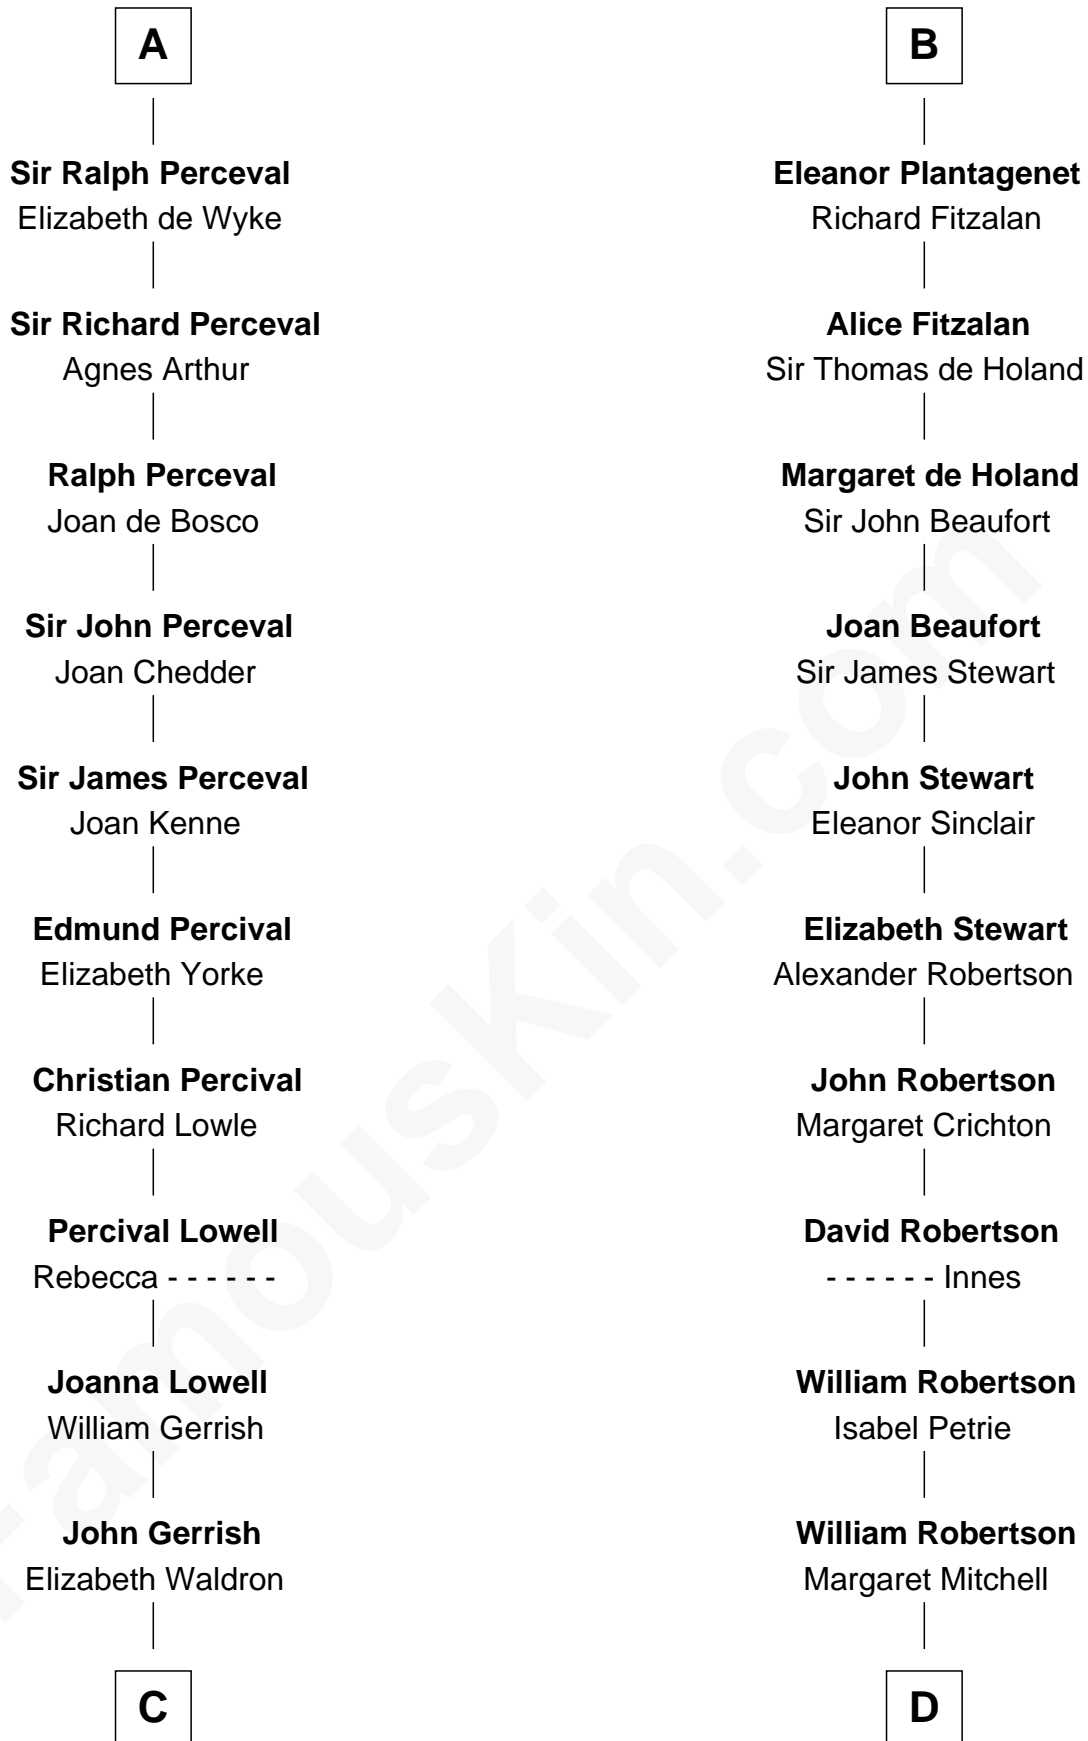 A
B
Sir Ralph Perceval
Elizabeth de Wyke
Eleanor Plantagenet
Richard Fitzalan
Sir Richard Perceval
Agnes Arthur
Alice Fitzalan
Sir Thomas de Holand
Ralph Perceval
Joan de Bosco
Margaret de Holand
Sir John Beaufort
Sir John Perceval
Joan Chedder
Joan Beaufort
Sir James Stewart
Sir James Perceval
Joan Kenne
John Stewart
Eleanor Sinclair
Edmund Percival
Elizabeth Yorke
Elizabeth Stewart
Alexander Robertson
Christian Percival
Richard Lowle
John Robertson
Margaret Crichton
Percival Lowell
Rebecca - - - - - -
David Robertson
- - - - - - Innes
Joanna Lowell
William Gerrish
William Robertson
Isabel Petrie
John Gerrish
Elizabeth Waldron
William Robertson
Margaret Mitchell
C
D
FamousKin.com